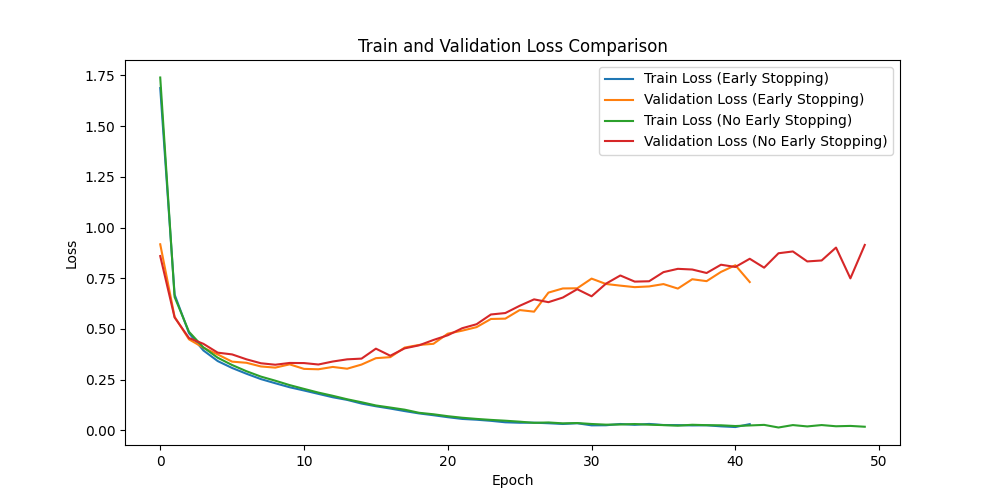 Train and Validation Loss Comparison
1.75
1.50
1.25
1.00
0.75
0.50
0.25
0.00
Loss
Train Loss (Early Stopping)
Validation Loss (Early Stopping)
Train Loss (No Early Stopping)
Validation Loss (No Early Stopping)
0 10 20 30 40 50
Epoch